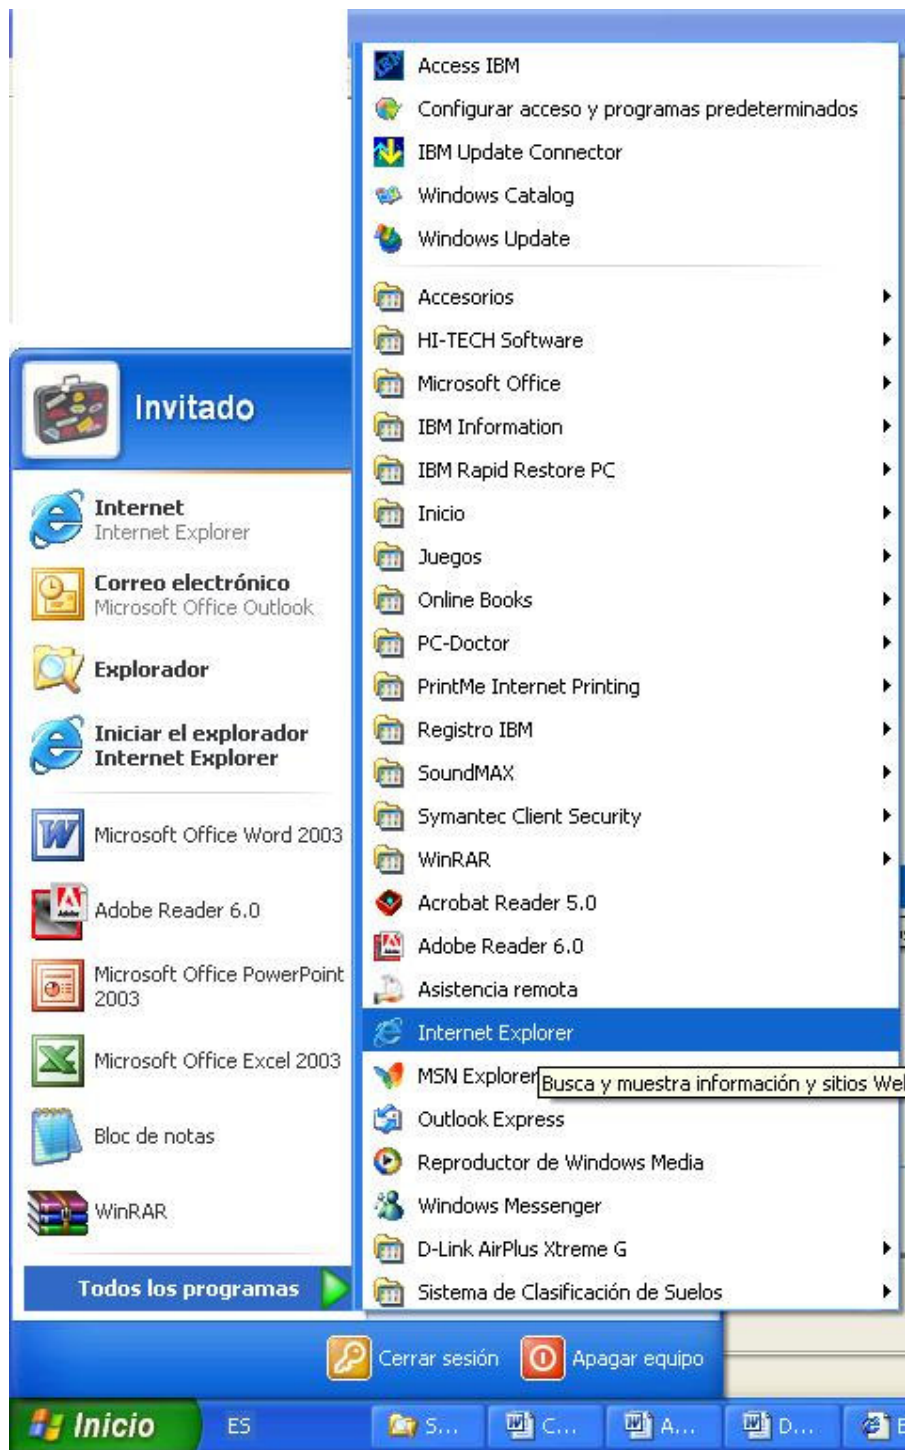 Access IBM
Configurar acceso y programas predeterminados
IBM Update Connector
Windows Catalog
Windows Update
Accesorios
HI-TECH Software
Microsoft Office
IBM Information
IBM Rapid Restore PC
Inicio
Juegos
Online Books
PC-Doctor
PrintMe Internet Printing
Registro IBM
SoundMAX
Symantec Client Security
WinRAR
Acrobat Reader 5.0
Adobe Reader 6.0
Asistencia remota
Internet Explorer
MSN Explorer
Busca y muestra información y sitios Wel
Outlook Express
Reproductor de Windows Media
Windows Messenger
D-Link AirPlus Xtreme G
Sistema de Clasificación de Suelos
Invitado
Internet
Internet Explorer
Correo electrónico
Microsoft Office Outlook
Explorador
Iniciar el explorador
Internet Explorer
Microsoft Office Word 2003
Adobe Reader 6.0
Microsoft Office PowerPoint
2003
Microsoft Office Excel 2003
Bloc de notas
WinRAR
Todos los programas
Cerrar sesión
Apagar equipo
Inicio
ES
S...
C...
A...
D...